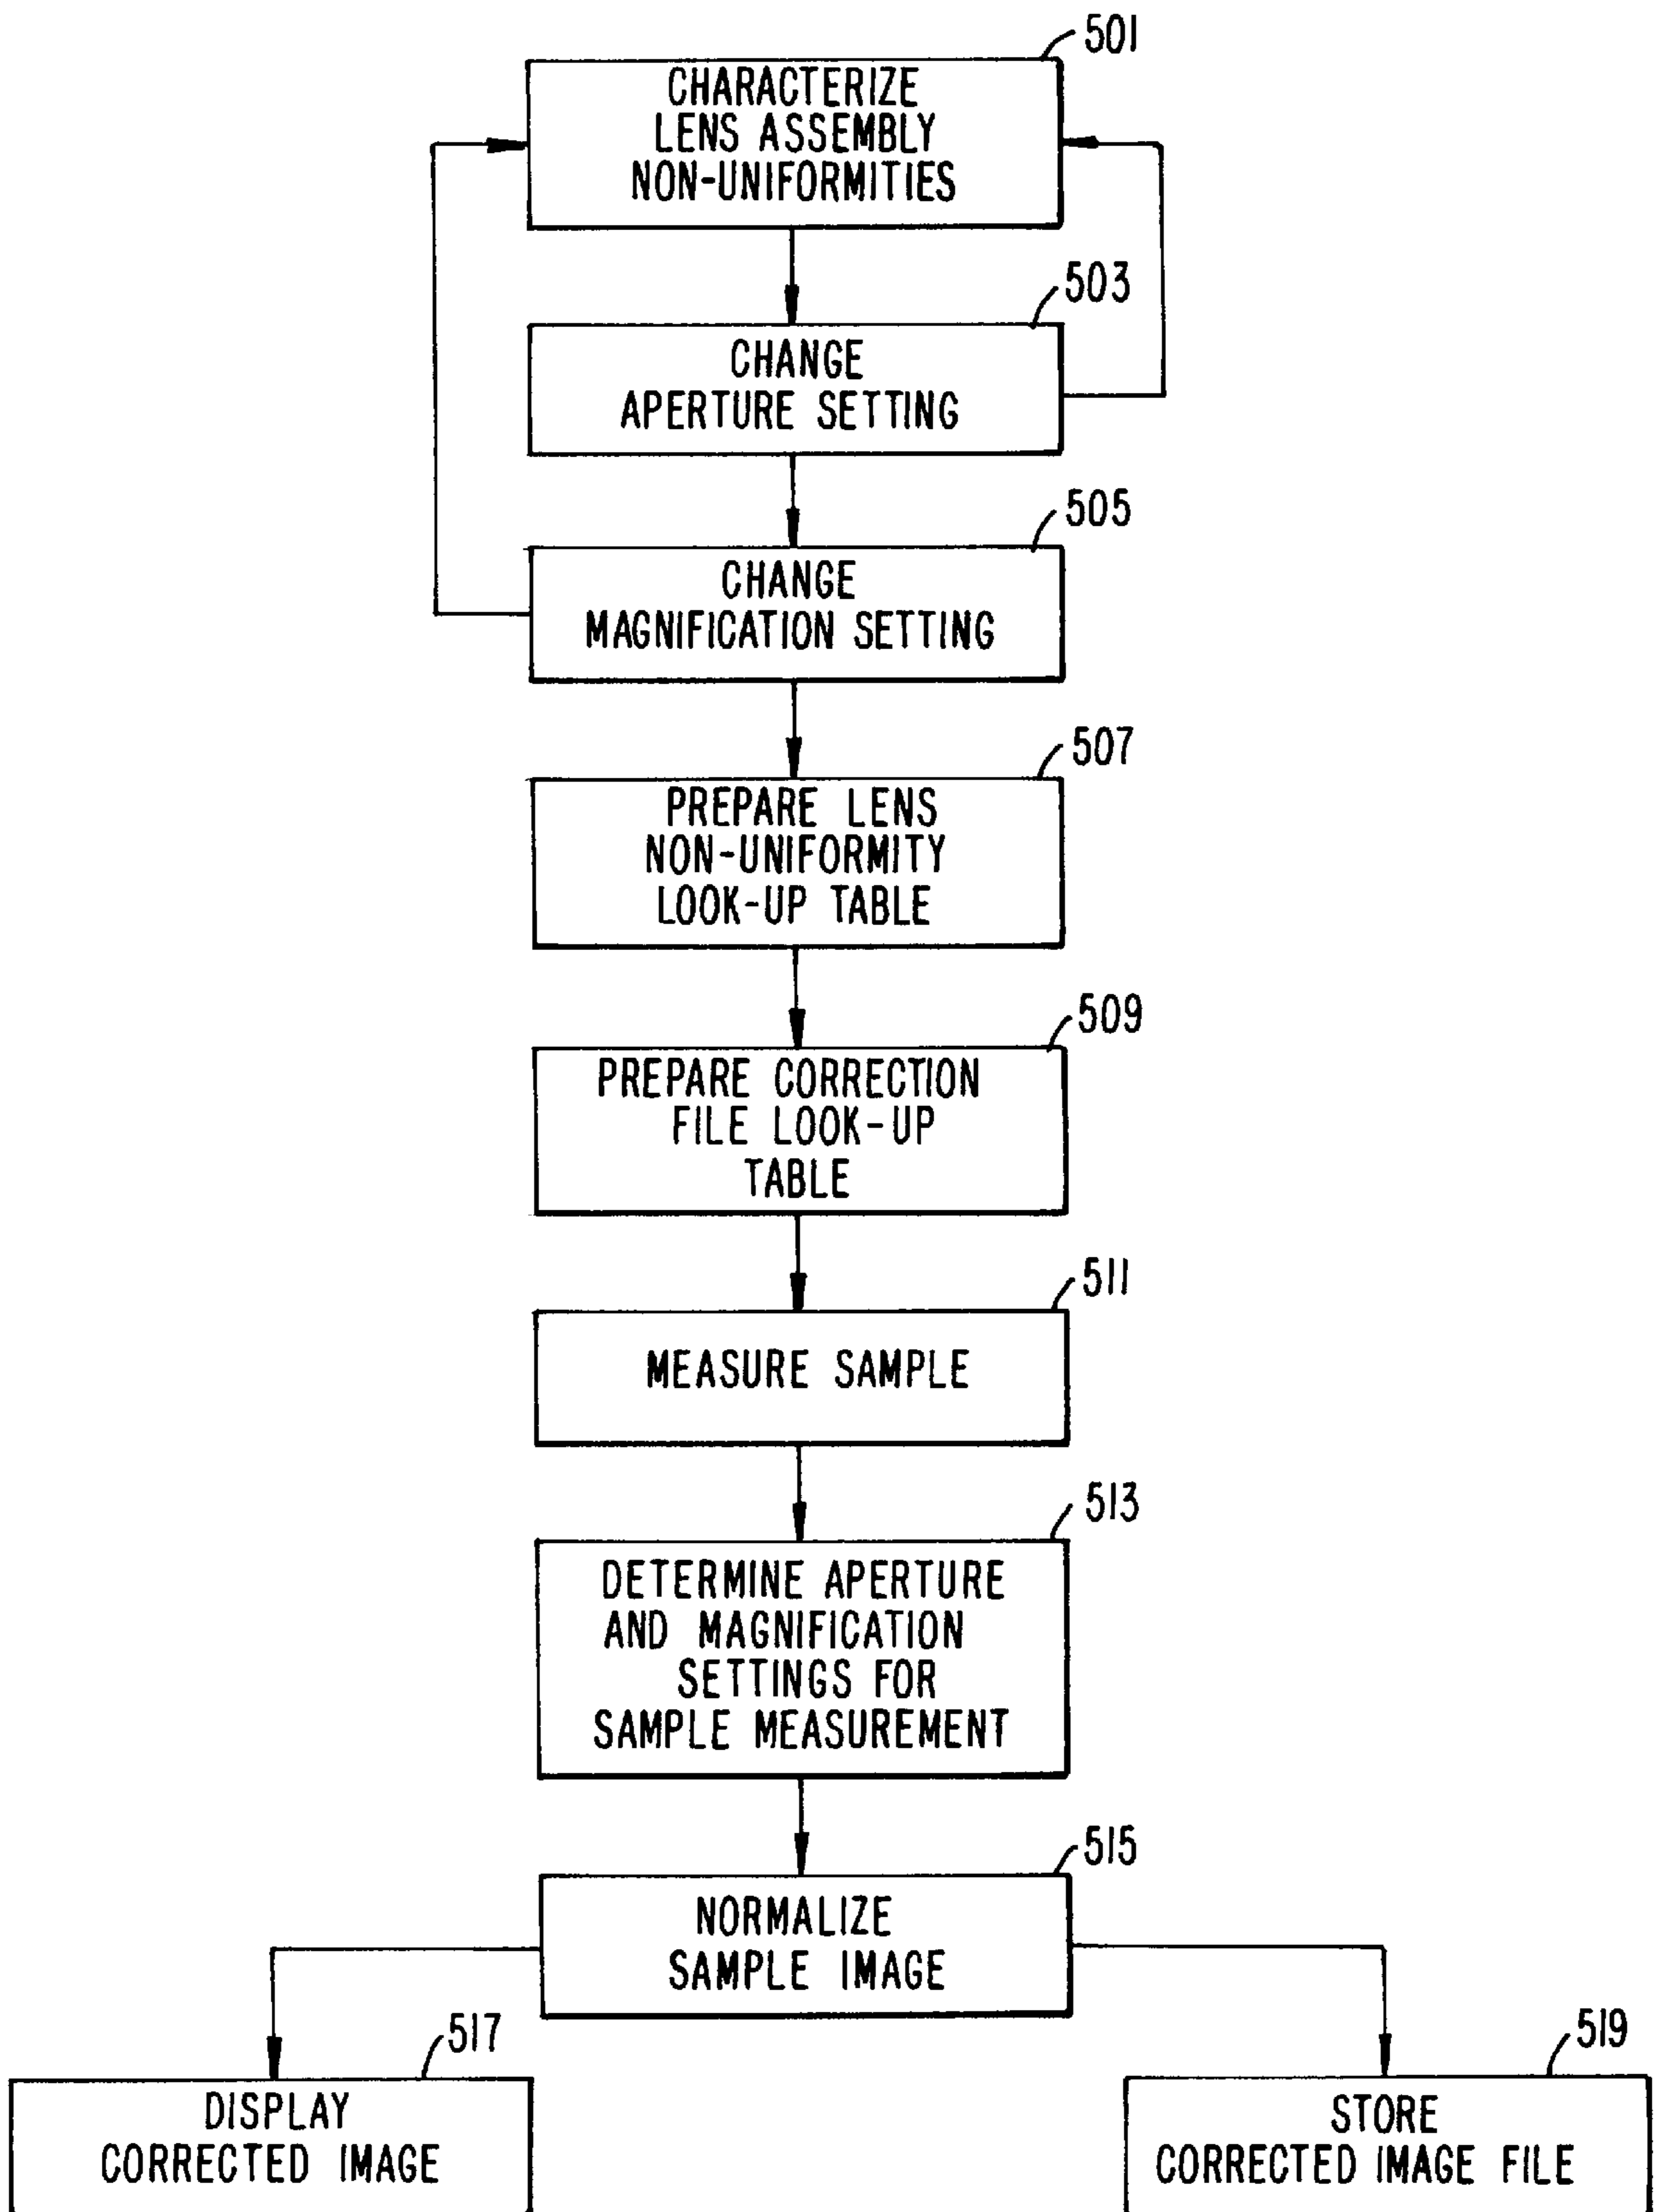 501
CHARACTERIZE
LENS ASSEMBLY
NON-UNIFORMITIES
503
CHANGE
APERTURE SETTING
505
CHANGE
MAGNIFICATION SETTING
507
PREPARE LENS
NON-UNIFORMITY
LOOK-UP TABLE
509
PREPARE CORRECTION
FILE LOOK-UP
TABLE
511
MEASURE SAMPLE
513
DETERMINE APERTURE
AND MAGNIFICATION
SETTINGS FOR
SAMPLE MEASUREMENT
515
NORMALIZE
SAMPLE IMAGE
517
DISPLAY
CORRECTED IMAGE
519
STORE
CORRECTED IMAGE FILE